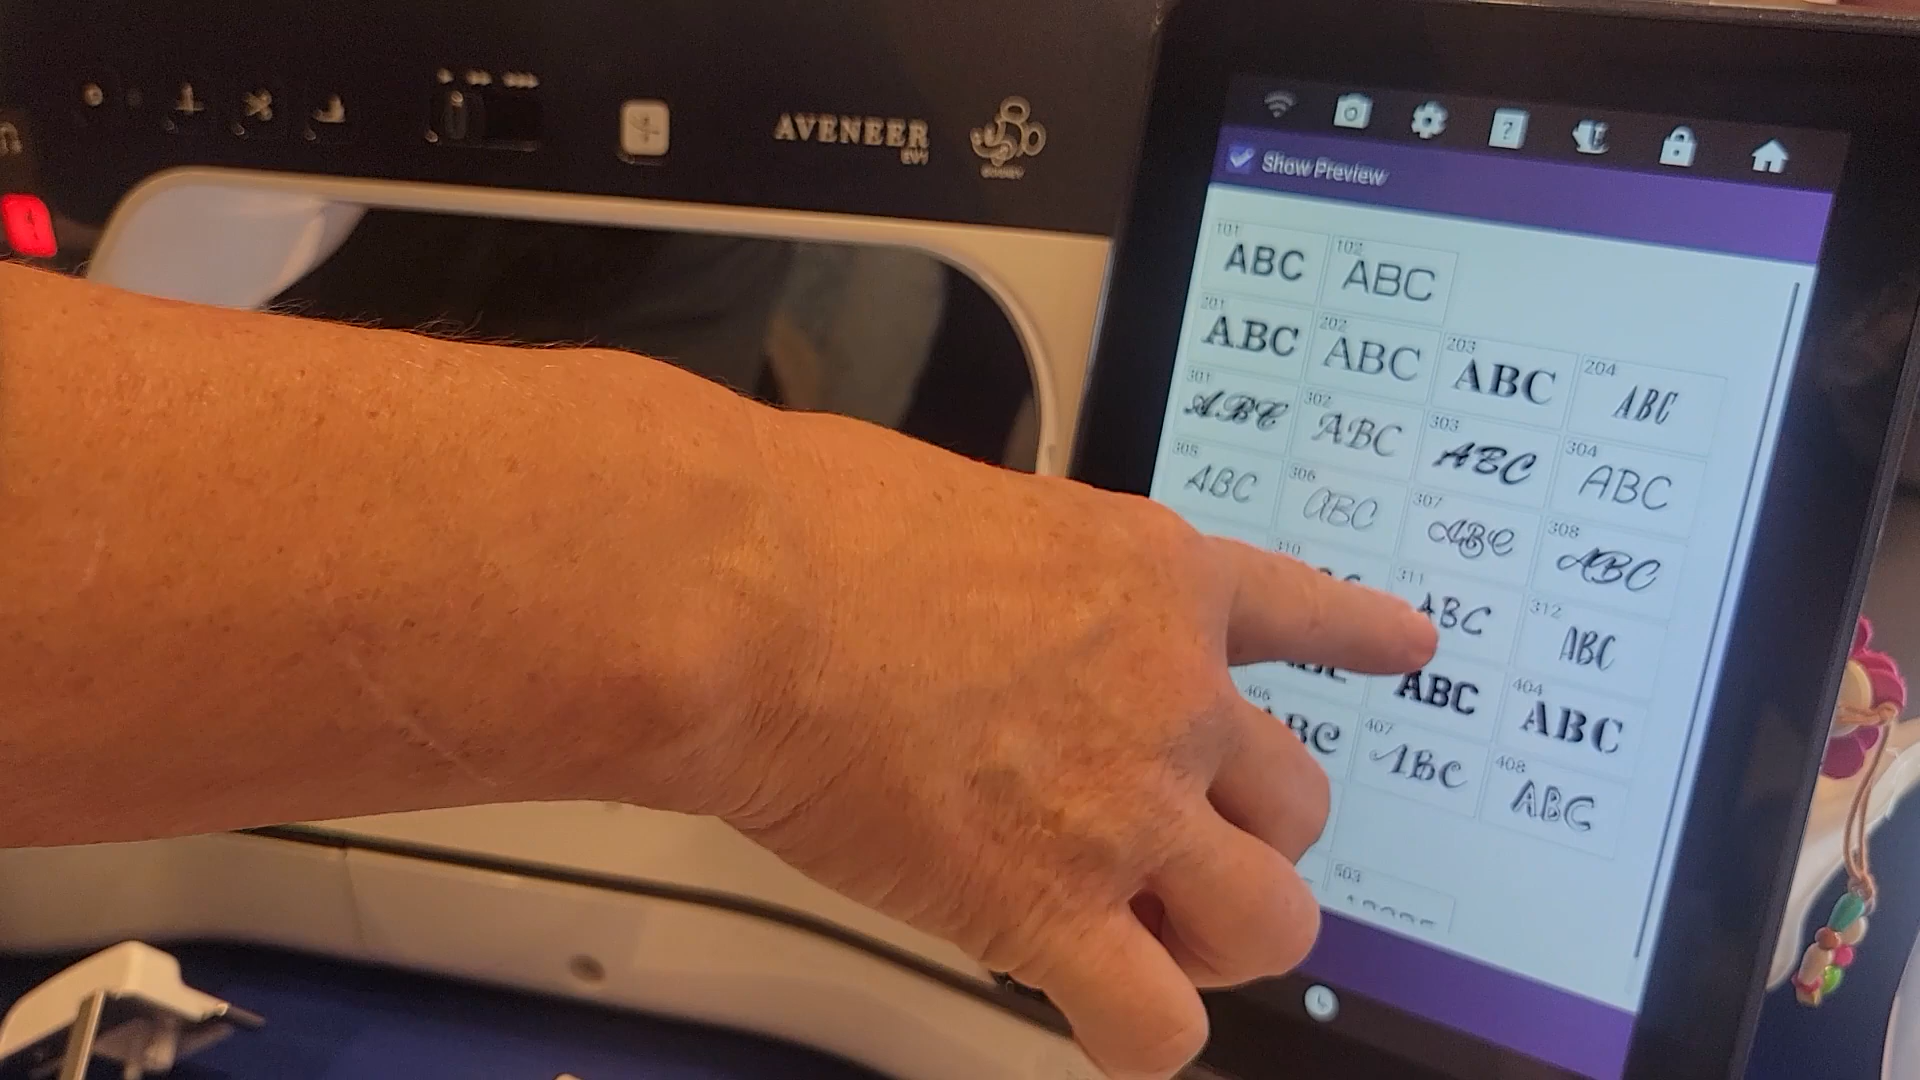 AVENEER
EV1
DISNEY
?
Show Preview
101
ABC
102
ABC
201
ABC
202
ABC
203
ABC
204
ABC
301
ABC
302
ABC
303
ABC
304
ABC
305
ABC
306
ABC
307
ABC
308
ABC
310
311
ABC
312
ABC
ABC
404
ABC
406
ABC
407
ABC
408
ABC
503